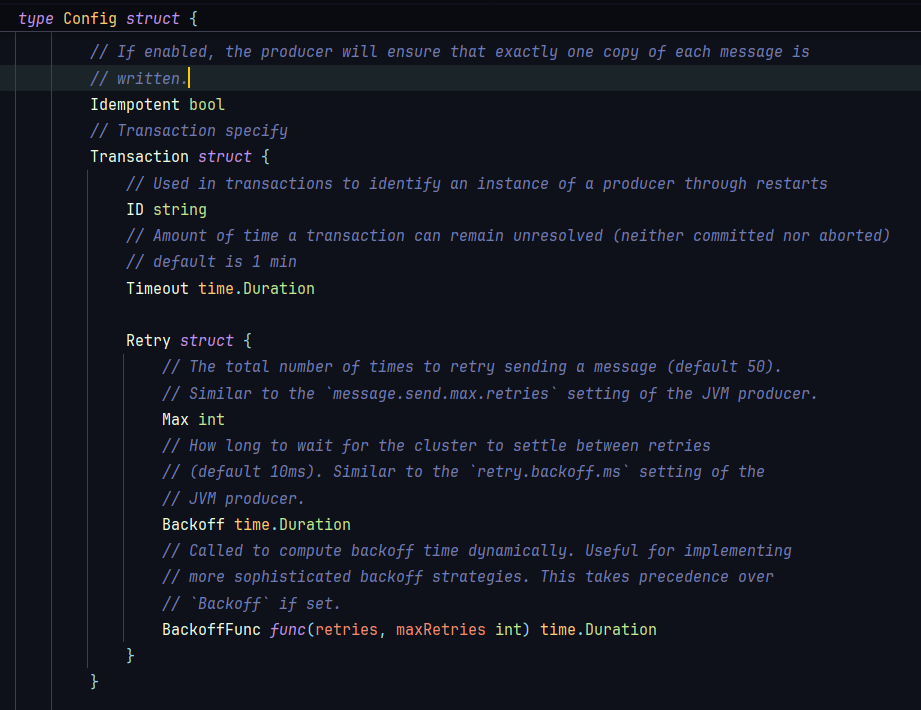 type Config struct {
// If enabled, the producer will ensure that exactly one copy of each message is
// written.
Idempotent bool
// Transaction specify
Transaction struct {
// Used in transactions to identify an instance of a producer through restarts
ID string
// Amount of time a transaction can remain unresolved (neither committed nor aborted)
// default is 1 min
Timeout time.Duration
Retry struct {
// The total number of times to retry sending a message (default 50).
// Similar to the `message.send.max.retries` setting of the JVM producer.
Max int
// How long to wait for the cluster to settle between retries
// (default 10ms). Similar to the `retry.backoff.ms` setting of the
// JVM producer.
Backoff time.Duration
// Called to compute backoff time dynamically. Useful for implementing
// more sophisticated backoff strategies. This takes precedence over
// `Backoff` if set.
BackoffFunc func(retries, maxRetries int) time.Duration
}
}